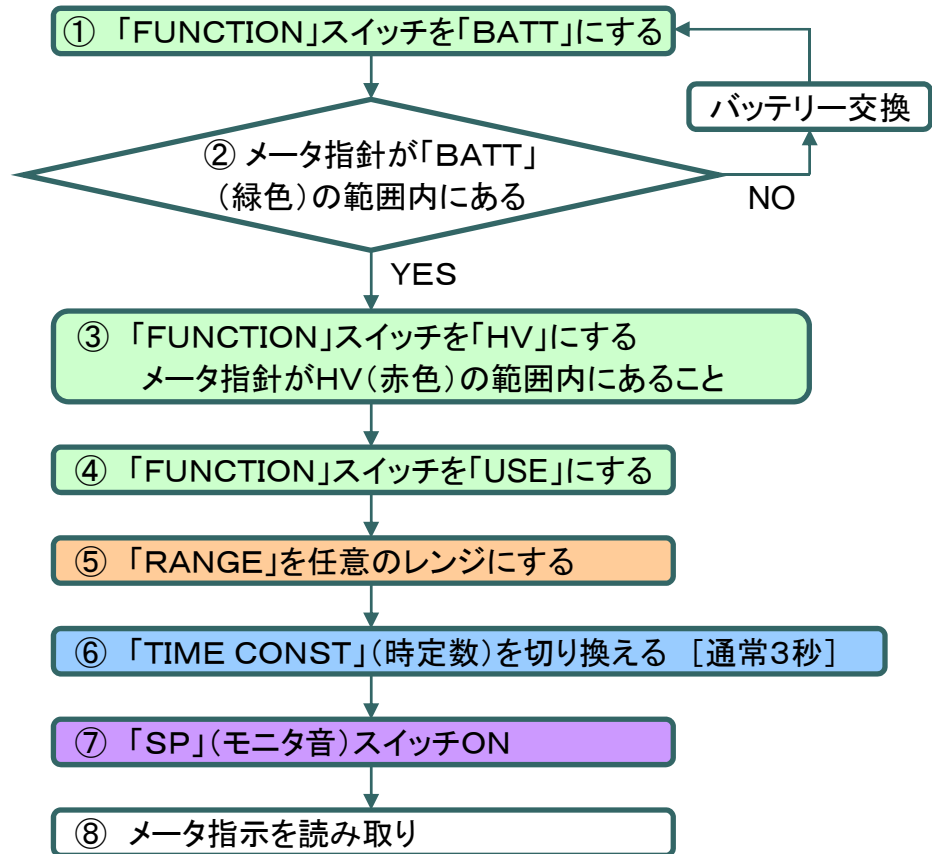 ① 「FUNCTION」スイッチを「BATT」にする
バッテリー交換
② メータ指針が「BATT」
（緑色）の範囲内にある
NO
YES
③ 「FUNCTION」スイッチを「HV」にする
メータ指針がHV（赤色）の範囲内にあること
④ 「FUNCTION」スイッチを「USE」にする
⑤ 「RANGE」を任意のレンジにする
⑥ 「TIME CONST」（時定数）を切り換える ［通常3秒］
⑦ 「SP」（モニタ音）スイッチON
⑧ メータ指示を読み取り